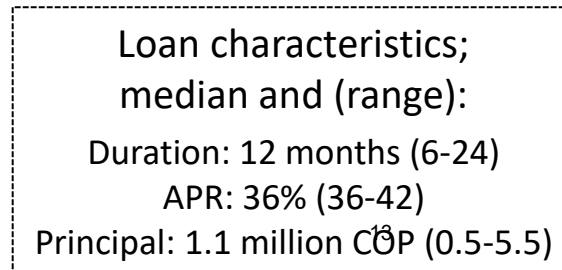 Loan characteristics;
median and (range):
Duration: 12 months (6-24)
APR: 36% (36-42)
Principal: 1.1 million COP (0.5-5.5)
13